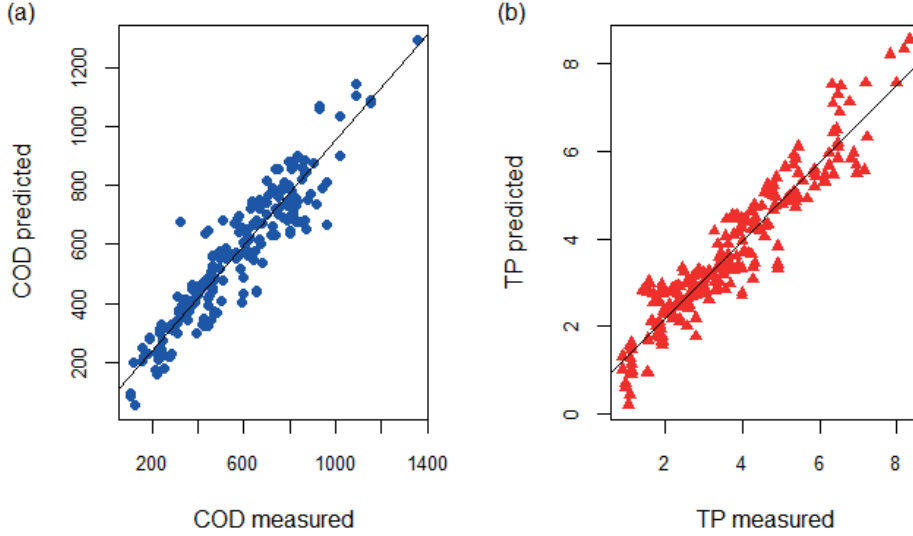 (a)
COD predicted
200 400 600 800 1000 1200
200 600 1000 1400
COD measured
(b)
TP predicted
0 2 4 6 8
2 4 6 8
TP measured